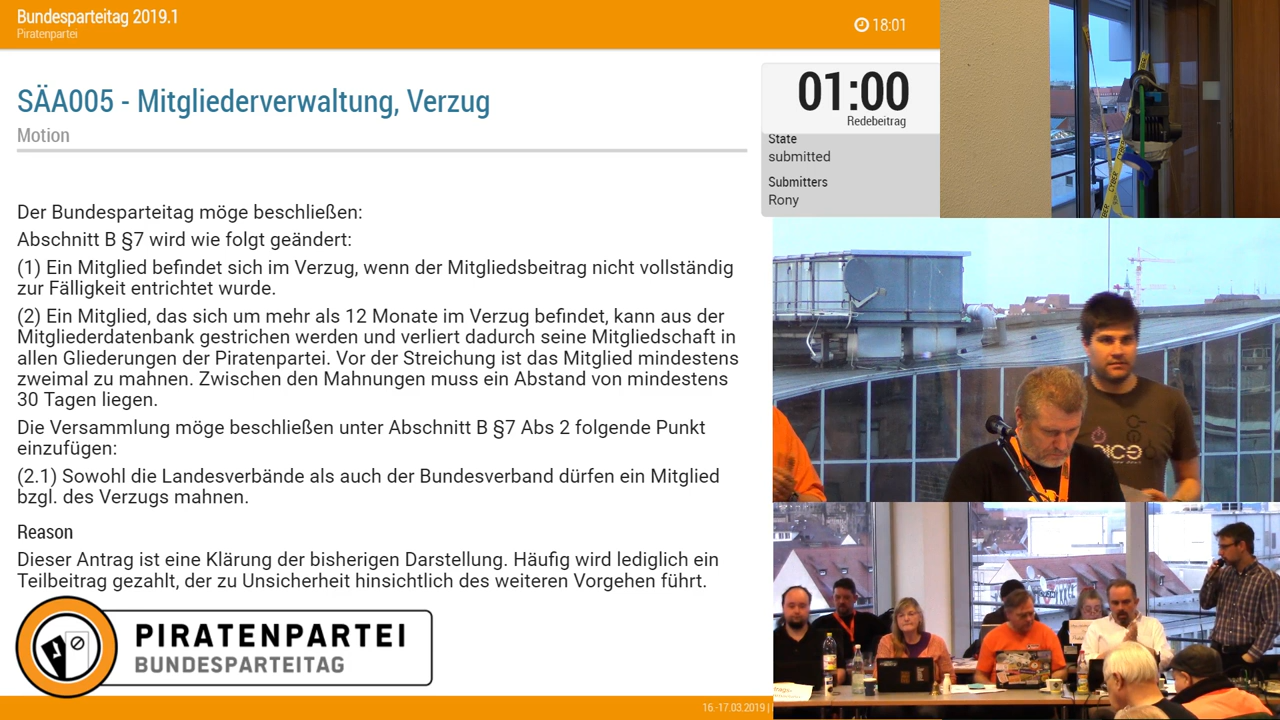 Bundesparteitag 2019.1
Piratenpartei
18:01
SÄA005 - Mitgliederverwaltung, Verzug
Motion
01:00
Redebeitrag
State
submitted
Submitters
Rony
Der Bundesparteitag möge beschließen:
Abschnitt B §7 wird wie folgt geändert:
(1) Ein Mitglied befindet sich im Verzug, wenn der Mitgliedsbeitrag nicht vollständig
zur Fälligkeit entrichtet wurde.
(2) Ein Mitglied, das sich um mehr als 12 Monate im Verzug befindet, kann aus der
Mitgliederdatenbank gestrichen werden und verliert dadurch seine Mitgliedschaft in
allen Gliederungen der Piratenpartei. Vor der Streichung ist das Mitglied mindestens
zweimal zu mahnen. Zwischen den Mahnungen muss ein Abstand von mindestens
30 Tagen liegen.
Die Versammlung möge beschließen unter Abschnitt B §7 Abs 2 folgende Punkt
einzufügen:
(2.1) Sowohl die Landesverbände als auch der Bundesverband dürfen ein Mitglied
bzgl. des Verzugs mahnen.
Reason
Dieser Antrag ist eine Klärung der bisherigen Darstellung. Häufig wird lediglich ein
Teilbeitrag gezahlt, der zu Unsicherheit hinsichtlich des weiteren Vorgehen führt.
PIRATENPARTEI
BUNDESPARTEITAG
16.-17.03.2019 |
CYBER
CYBER